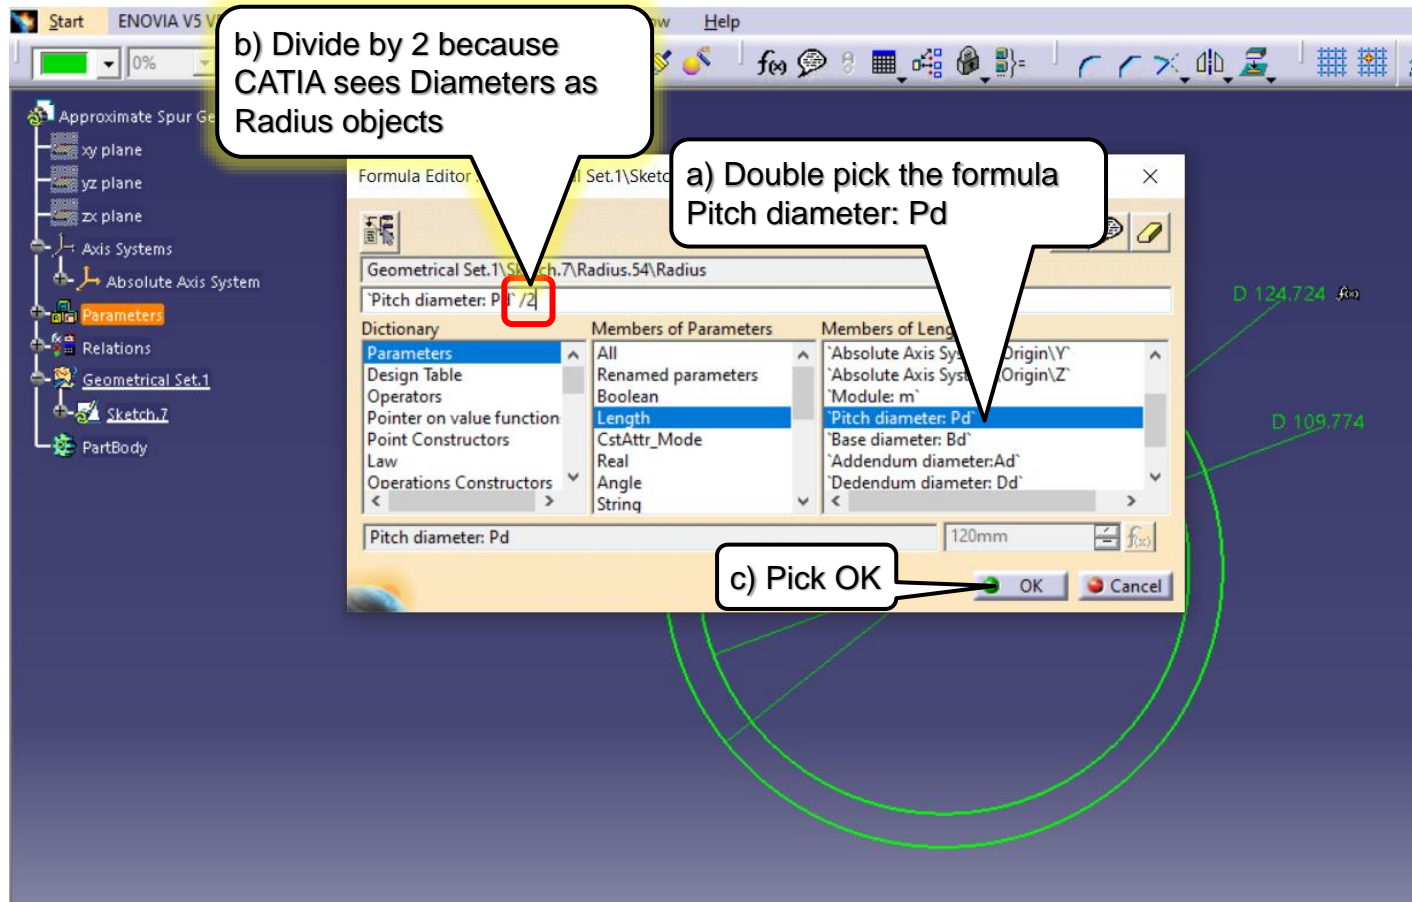 Start ENOVIA V5 V
Help
b) Divide by 2 because
CATIA sees Diameters as
Radius objects
0%
f(x)
Approximate Spur Ge
xy plane
yz plane
zx plane
Axis Systems
Absolute Axis System
Parameters
Relations
Geometrical Set.1
Sketch.7
PartBody
a) Double pick the formula
Pitch diameter: Pd
Formula Editor
Geometrical Set.1\Sketch.7\Radius.54\Radius
`Pitch diameter: Pd` /2
Dictionary Members of Parameters Members of Leng
Parameters All `Absolute Axis System\Origin\Y`
Design Table Renamed parameters `Absolute Axis System\Origin\Z`
Operators Boolean `Module: m`
Pointer on value function Length `Pitch diameter: Pd`
Point Constructors CstAttr_Mode `Base diameter: Bd`
Law Real `Addendum diameter:Ad`
Operations Constructors Angle `Dedendum diameter: Dd`
String
Pitch diameter: Pd 120mm f(x)
c) Pick OK
OK Cancel
D 124.724 f(x)
D 109.774